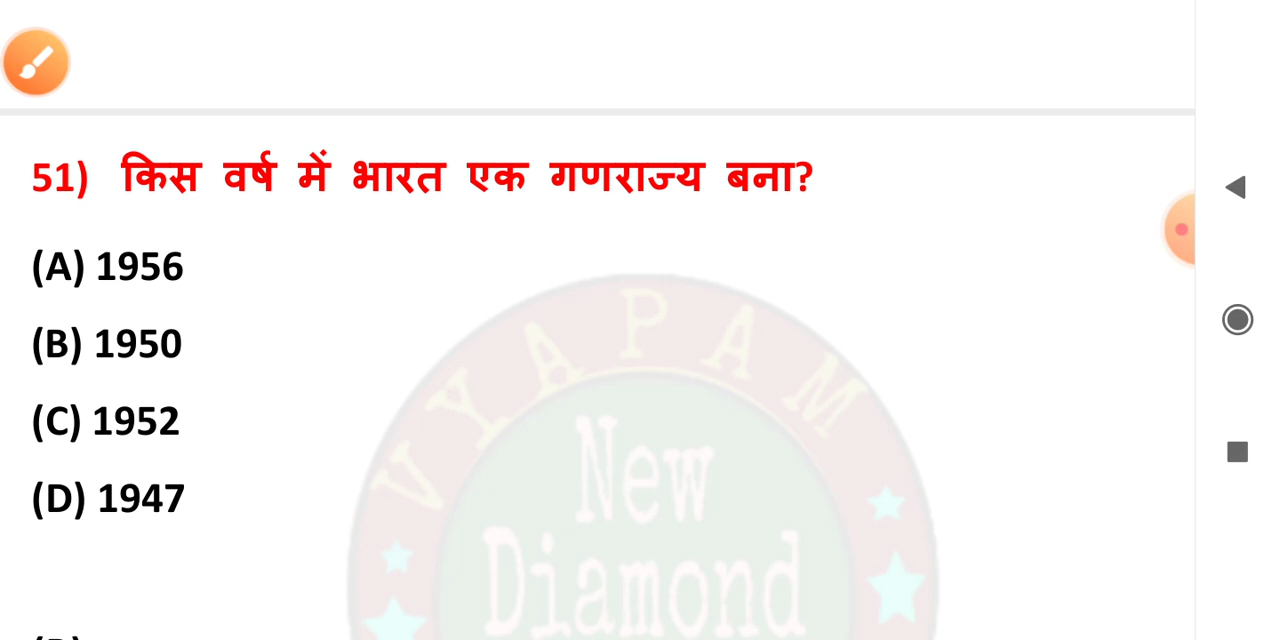 51) किस वर्ष में भारत एक गणराज्य बना?
(A) 1956
(B) 1950
(C) 1952
(D) 1947
VYAPAM
New
Diamond